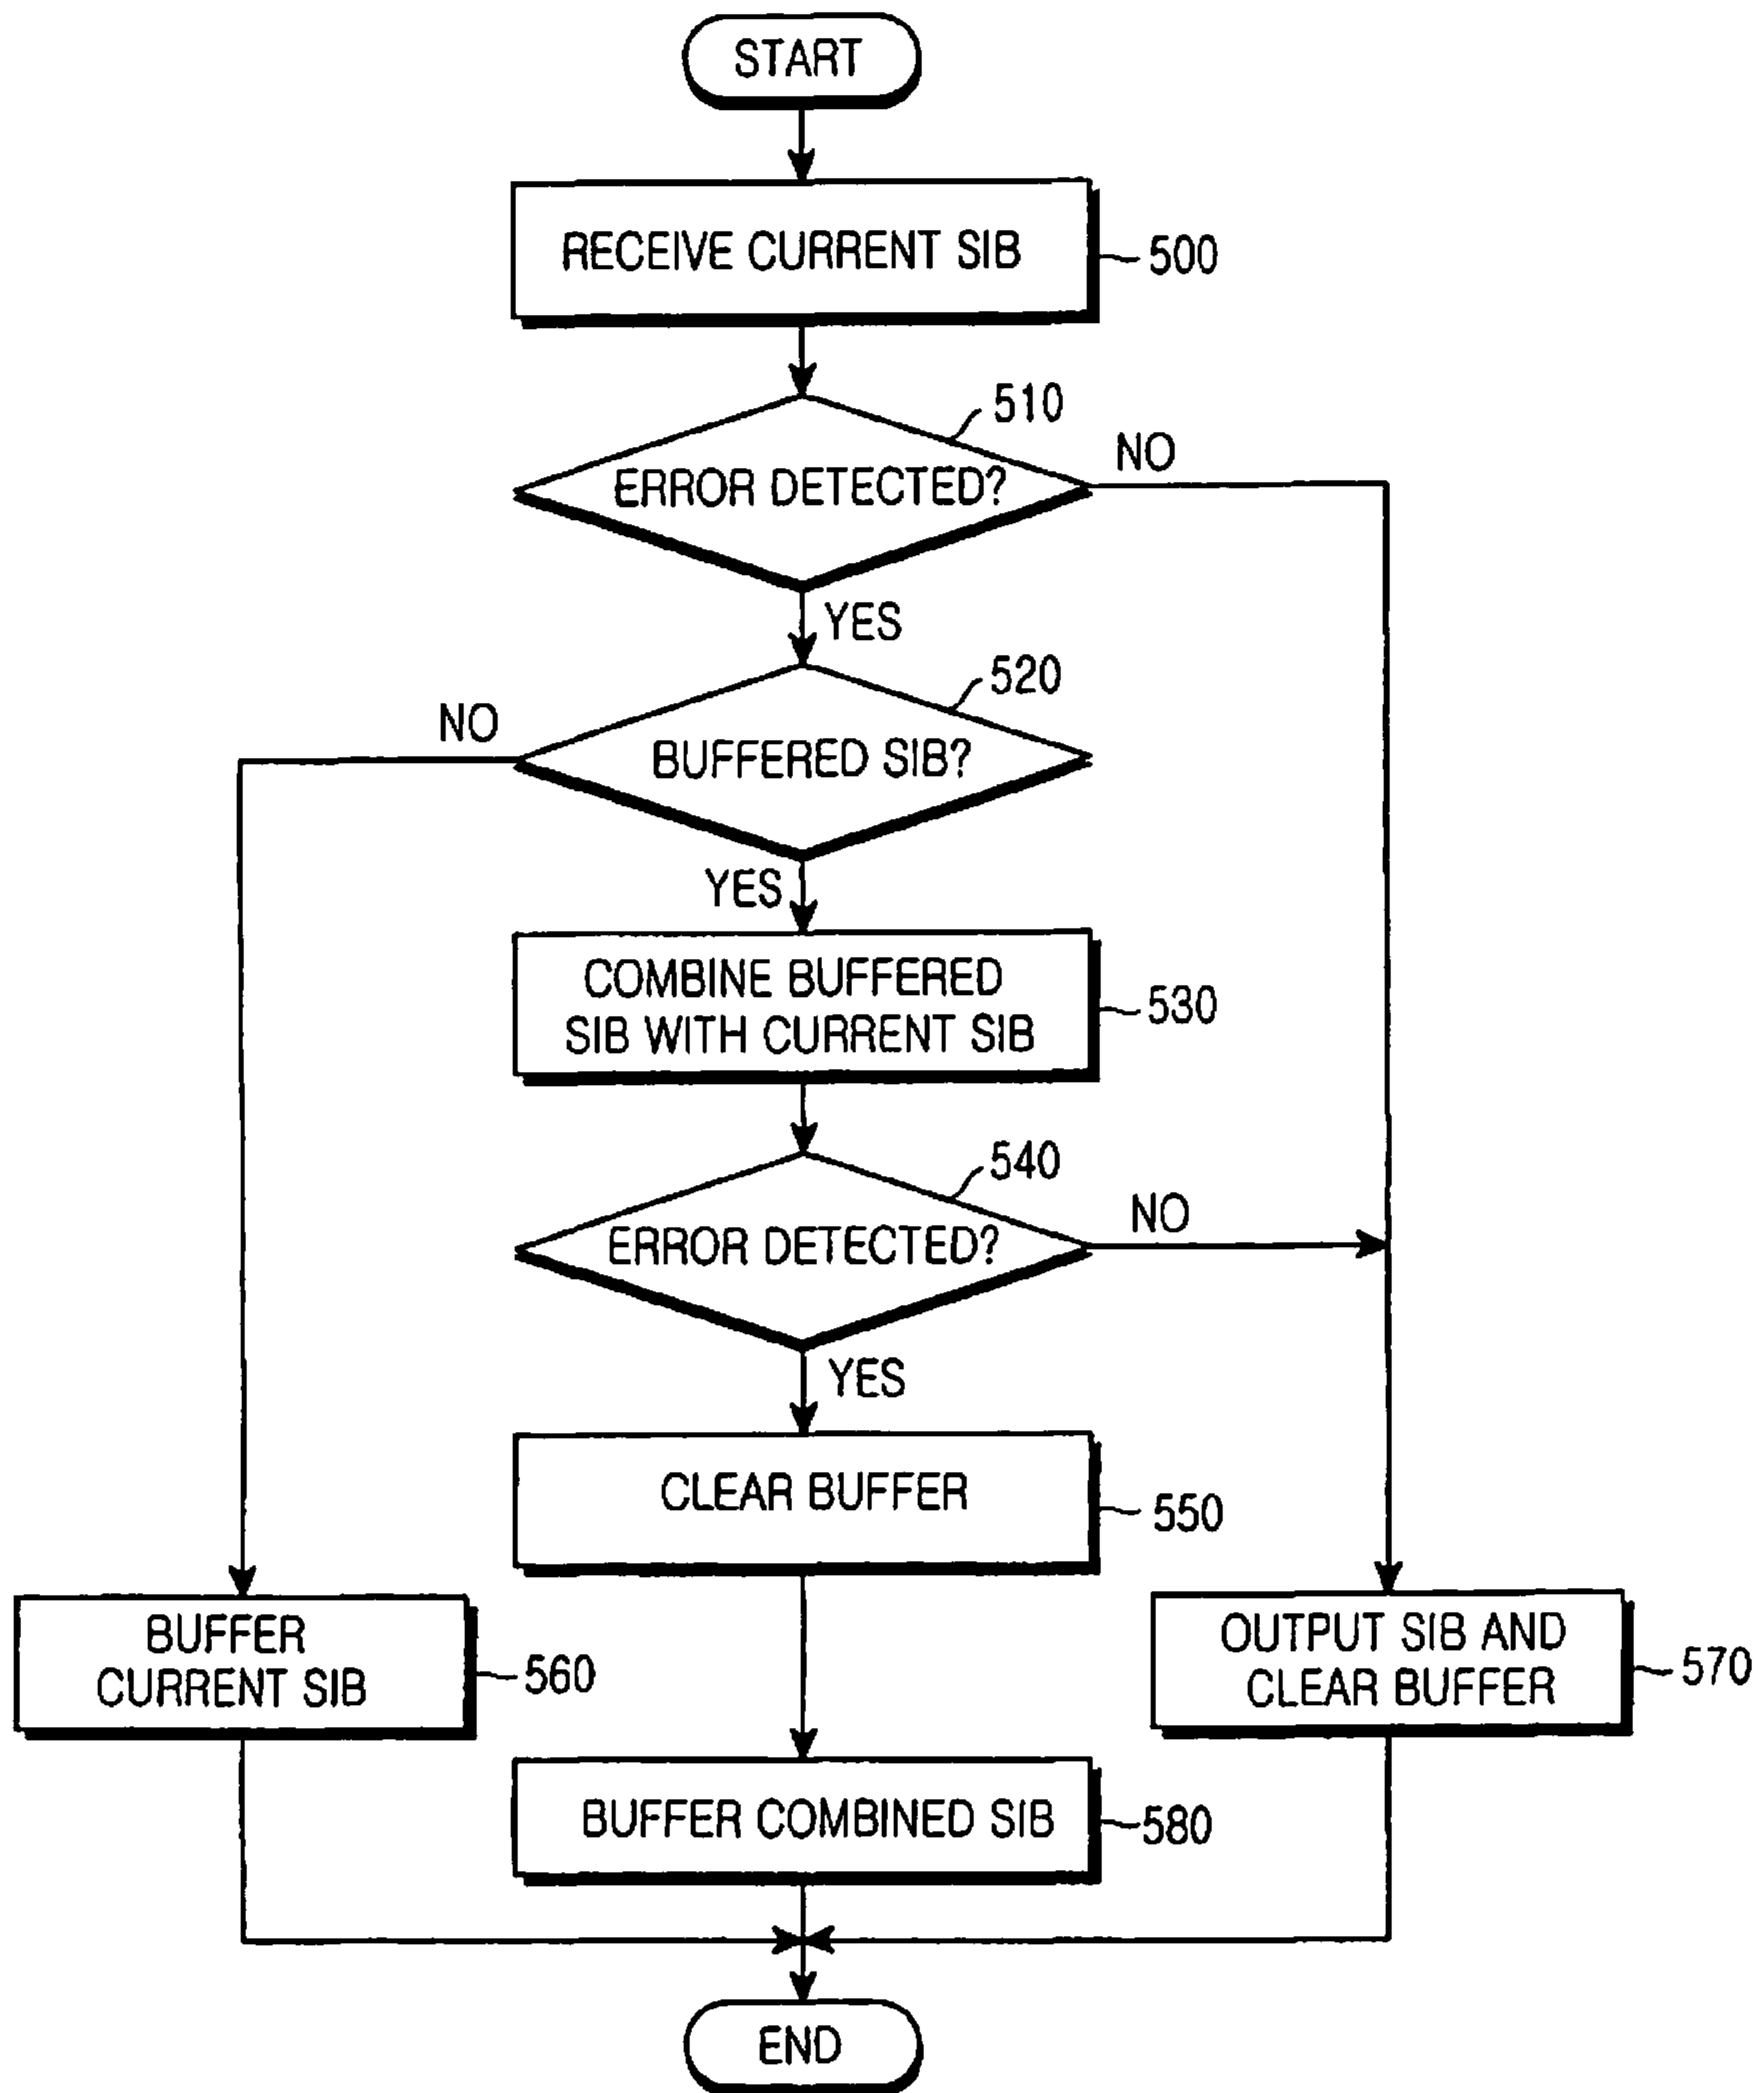 START
RECEIVE CURRENT SIB
500
510
ERROR DETECTED?
NO
YES
520
NO
BUFFERED SIB?
YES
COMBINE BUFFERED
SIB WITH CURRENT SIB
530
540
ERROR DETECTED?
NO
YES
CLEAR BUFFER
550
BUFFER
CURRENT SIB
560
OUTPUT SIB AND
CLEAR BUFFER
570
BUFFER COMBINED SIB
580
END